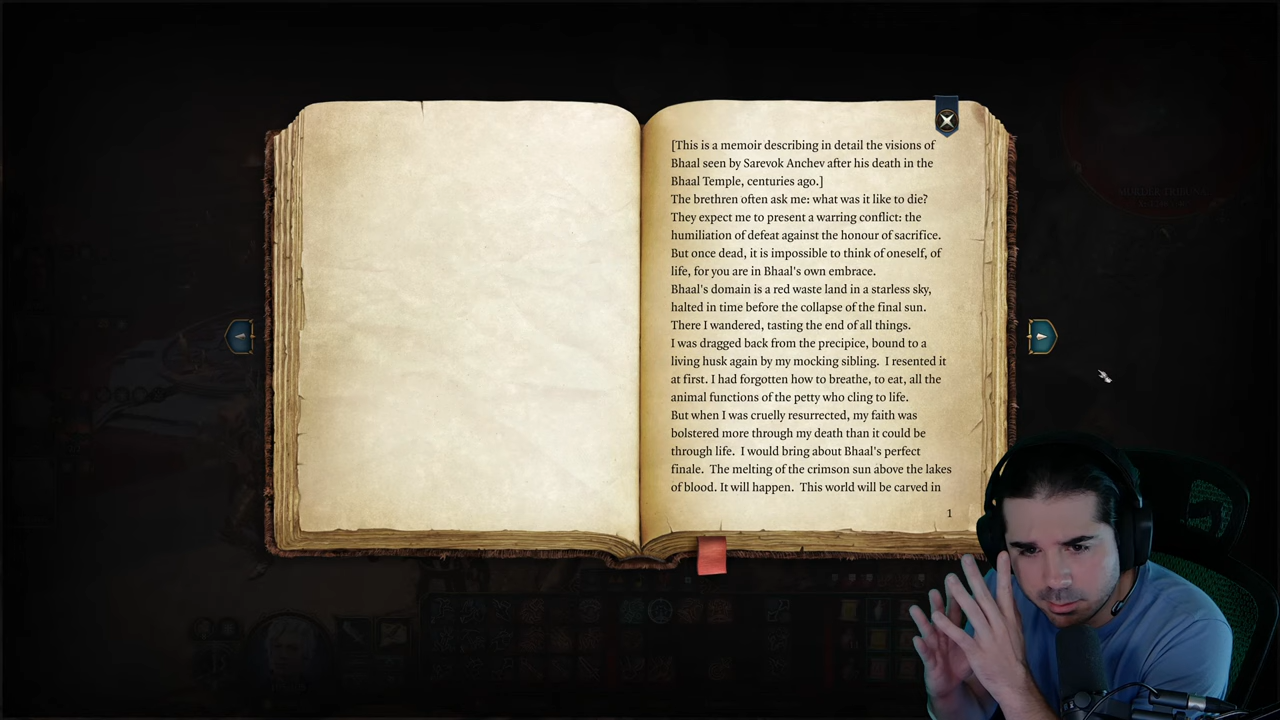 [This is a memoir describing in detail the visions of
Bhaal seen by Sarevok Anchev after his death in the
Bhaal Temple, centuries ago.]
The brethren often ask me: what was it like to die?
They expect me to present a warring conflict: the
humiliation of defeat against the honour of sacrifice.
But once dead, it is impossible to think of oneself, of
life, for you are in Bhaal's own embrace.
Bhaal's domain is a red waste land in a starless sky,
halted in time before the collapse of the final sun.
There I wandered, tasting the end of all things.
I was dragged back from the precipice, bound to a
living husk again by my mocking sibling.  I resented it
at first. I had forgotten how to breathe, to eat, all the
animal functions of the petty who cling to life.
But when I was cruelly resurrected, my faith was
bolstered more through my death than it could be
through life.  I would bring about Bhaal's perfect
finale.  The melting of the crimson sun above the lakes
of blood. It will happen.  This world will be carved in
1